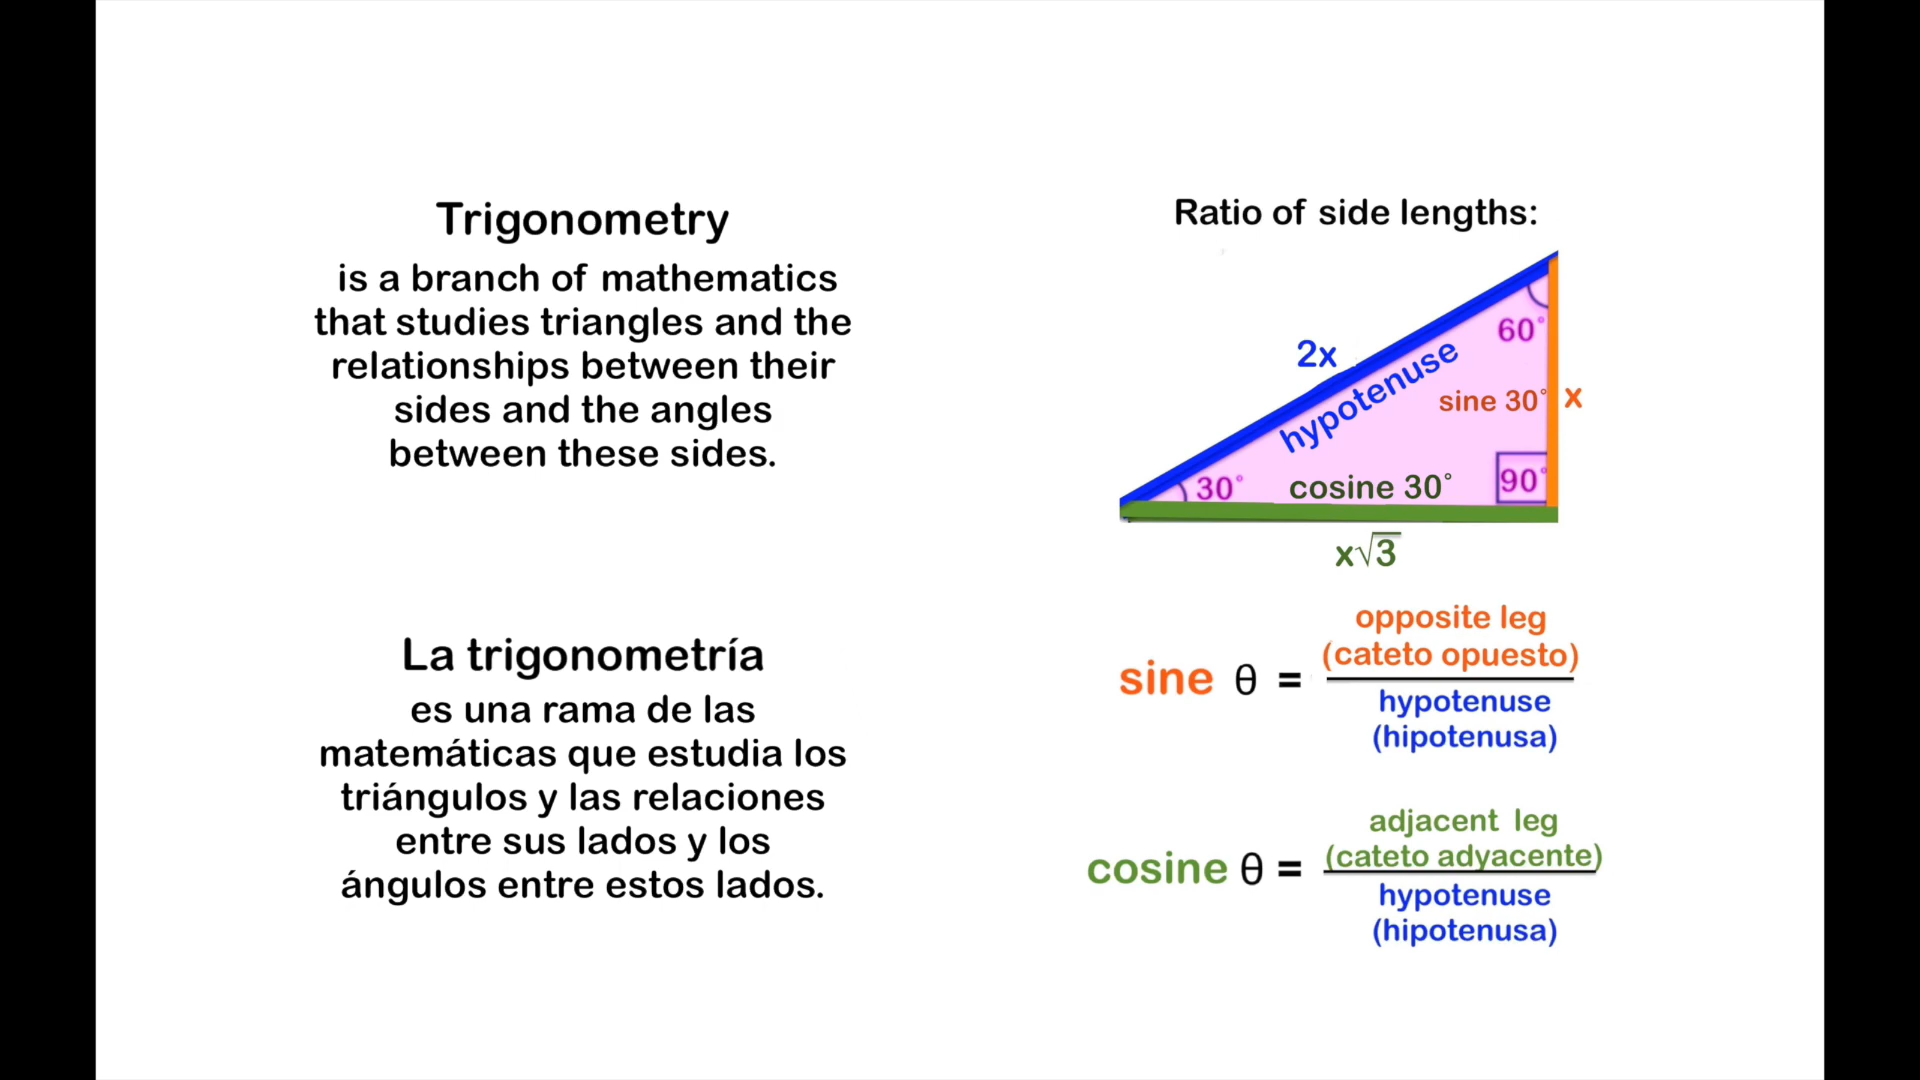 Trigonometry
is a branch of mathematics
that studies triangles and the
relationships between their
sides and the angles
between these sides.
La trigonometría
es una rama de las
matemáticas que estudia los
triángulos y las relaciones
entre sus lados y los
ángulos entre estos lados.
Ratio of side lengths:
2x
hypotenuse
60°
sine 30°
x
30°
cosine 30°
90°
x√3
opposite leg
(cateto opuesto)
sine θ =
hypotenuse
(hipotenusa)
adjacent leg
(cateto adyacente)
cosine θ =
hypotenuse
(hipotenusa)